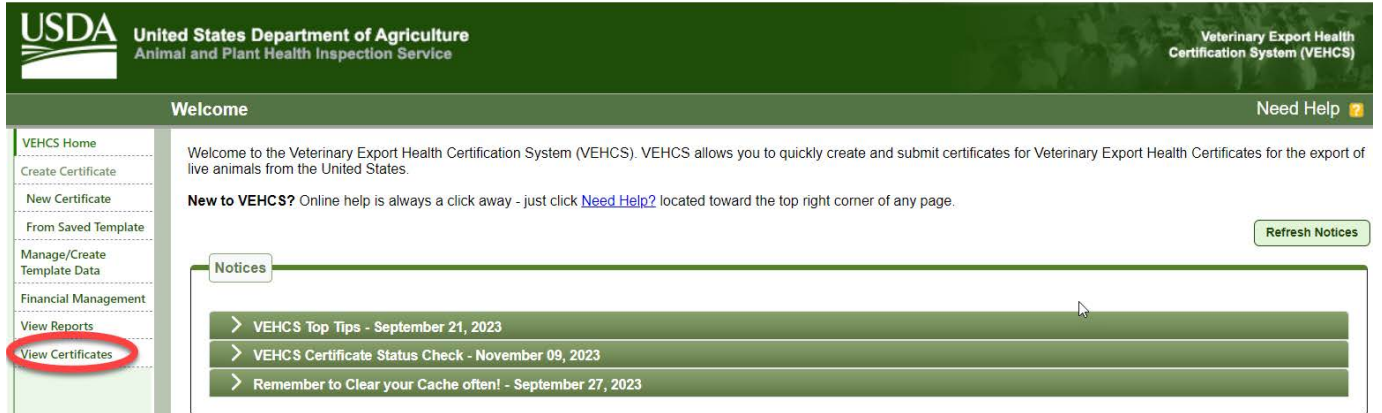 USDA
United States Department of Agriculture
Animal and Plant Health Inspection Service
Veterinary Export Health
Certification System (VEHCS)
Welcome
Need Help ?
VEHCS Home
Create Certificate
New Certificate
From Saved Template
Manage/Create
Template Data
Financial Management
View Reports
View Certificates
Welcome to the Veterinary Export Health Certification System (VEHCS). VEHCS allows you to quickly create and submit certificates for Veterinary Export Health Certificates for the export of
live animals from the United States.
New to VEHCS? Online help is always a click away - just click Need Help? located toward the top right corner of any page.
Refresh Notices
Notices
VEHCS Top Tips - September 21, 2023
VEHCS Certificate Status Check - November 09, 2023
Remember to Clear your Cache often! - September 27, 2023